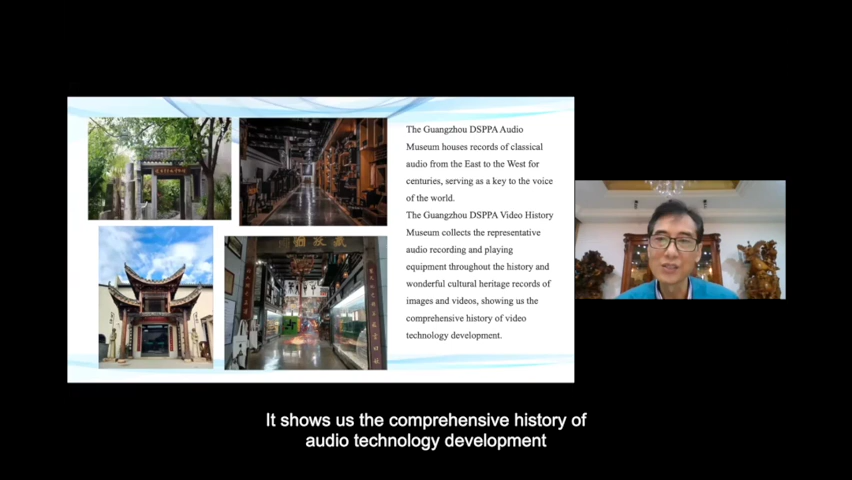 The Guangzhou DSPPA Audio
Museum houses records of classical
audio from the East to the West for
centuries, serving as a key to the voice
of the world.
The Guangzhou DSPPA Video History
Museum collects the representative
audio recording and playing
equipment throughout the history and
wonderful cultural heritage records of
images and videos, showing us the
comprehensive history of video
technology development.
It shows us the comprehensive history of
audio technology development